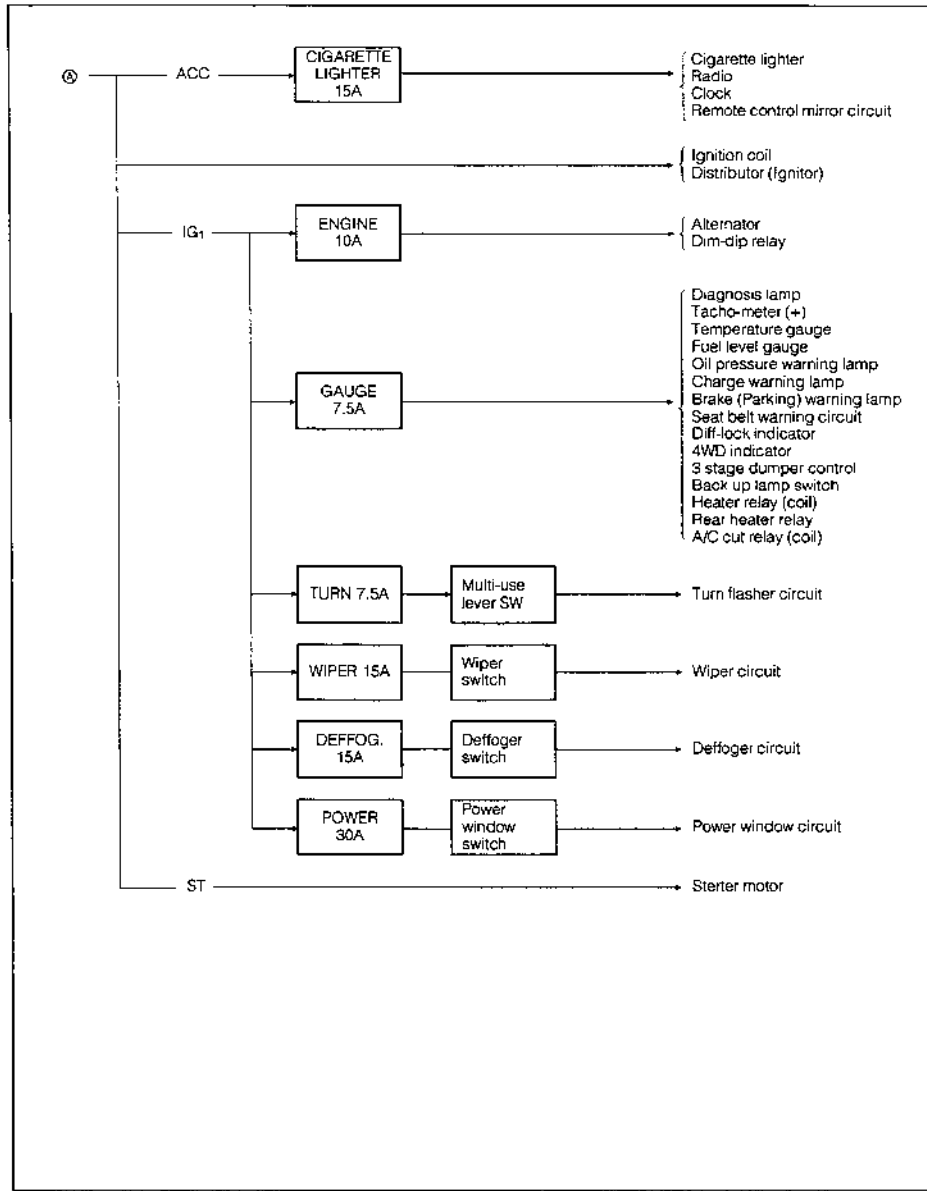 Ⓐ
ACC
CIGARETTE
LIGHTER
15A
Cigarette lighter
Radio
Clock
Remote control mirror circuit
Ignition coil
Distributor (Ignitor)
IG1
ENGINE
10A
Alternator
Dim-dip relay
GAUGE
7.5A
Diagnosis lamp
Tacho-meter (+)
Temperature gauge
Fuel level gauge
Oil pressure warning lamp
Charge warning lamp
Brake (Parking) warning lamp
Seat belt warning circuit
Diff-lock indicator
4WD indicator
3 stage dumper control
Back up lamp switch
Heater relay (coil)
Rear heater relay
A/C cut relay (coil)
TURN 7.5A
Multi-use
lever SW
Turn flasher circuit
WIPER 15A
Wiper
switch
Wiper circuit
DEFFOG.
15A
Deffoger
switch
Deffoger circuit
POWER
30A
Power
window
switch
Power window circuit
ST
Sterter motor